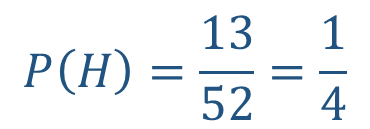 P(H) = 13/52 = 1/4